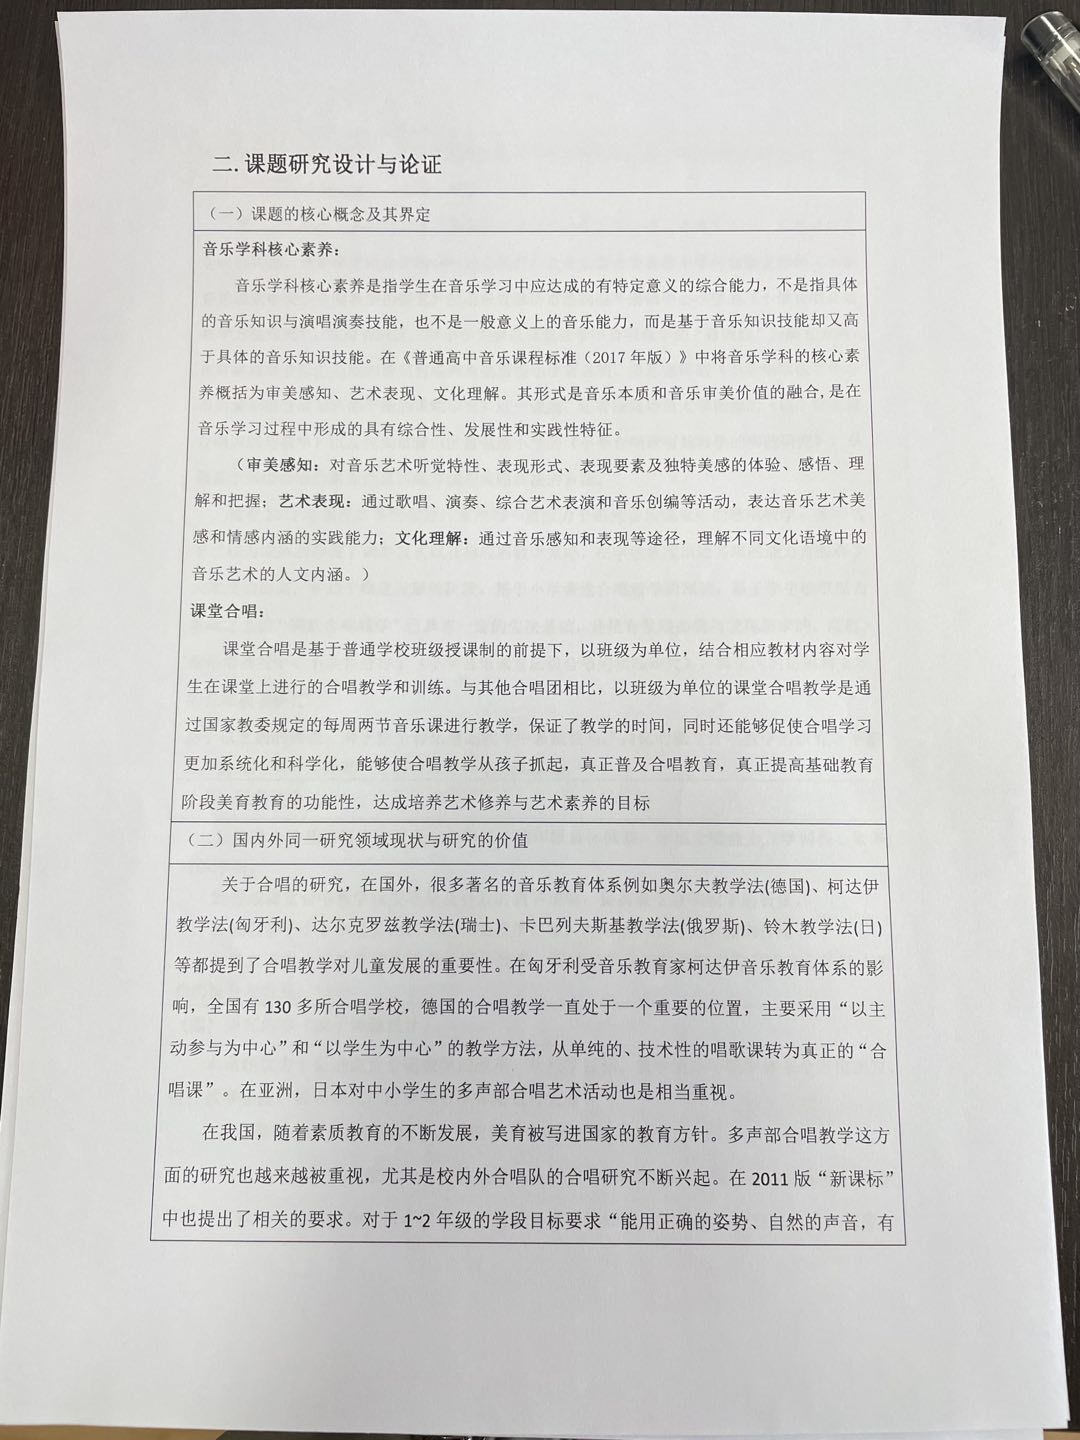 二.课题研究设计与论证
（一）课题的核心概念及其界定
音乐学科核心素养：
音乐学科核心素养是指学生在音乐学习中应达成的有特定意义的综合能力，不是指具体
的音乐知识与演唱演奏技能，也不是一般意义上的音乐能力，而是基于音乐知识技能却又高
于具体的音乐知识技能。在《普通高中音乐课程标准（2017 年版）》中将音乐学科的核心素
养概括为审美感知、艺术表现、文化理解。其形式是音乐本质和音乐审美价值的融合,是在
音乐学习过程中形成的具有综合性、发展性和实践性特征。
（审美感知：对音乐艺术听觉特性、表现形式、表现要素及独特美感的体验、感悟、理
解和把握；艺术表现：通过歌唱、演奏、综合艺术表演和音乐创编等活动，表达音乐艺术美
感和情感内涵的实践能力；文化理解：通过音乐感知和表现等途径，理解不同文化语境中的
音乐艺术的人文内涵。）
课堂合唱：
课堂合唱是基于普通学校班级授课制的前提下，以班级为单位，结合相应教材内容对学
生在课堂上进行的合唱教学和训练。与其他合唱团相比，以班级为单位的课堂合唱教学是通
过国家教委规定的每周两节音乐课进行教学，保证了教学的时间，同时还能够促使合唱学习
更加系统化和科学化，能够使合唱教学从孩子抓起，真正普及合唱教育，真正提高基础教育
阶段美育教育的功能性，达成培养艺术修养与艺术素养的目标
（二）国内外同一研究领域现状与研究的价值
关于合唱的研究，在国外，很多著名的音乐教育体系例如奥尔夫教学法(德国)、柯达伊
教学法(匈牙利)、达尔克罗兹教学法(瑞士)、卡巴列夫斯基教学法(俄罗斯)、铃木教学法(日)
等都提到了合唱教学对儿童发展的重要性。在匈牙利受音乐教育家柯达伊音乐教育体系的影
响，全国有 130 多所合唱学校，德国的合唱教学一直处于一个重要的位置，主要采用“以主
动参与为中心”和“以学生为中心”的教学方法，从单纯的、技术性的唱歌课转为真正的“合
唱课”。在亚洲，日本对中小学生的多声部合唱艺术活动也是相当重视。
在我国，随着素质教育的不断发展，美育被写进国家的教育方针。多声部合唱教学这方
面的研究也越来越被重视，尤其是校内外合唱队的合唱研究不断兴起。在 2011 版“新课标”
中也提出了相关的要求。对于 1~2 年级的学段目标要求“能用正确的姿势、自然的声音，有